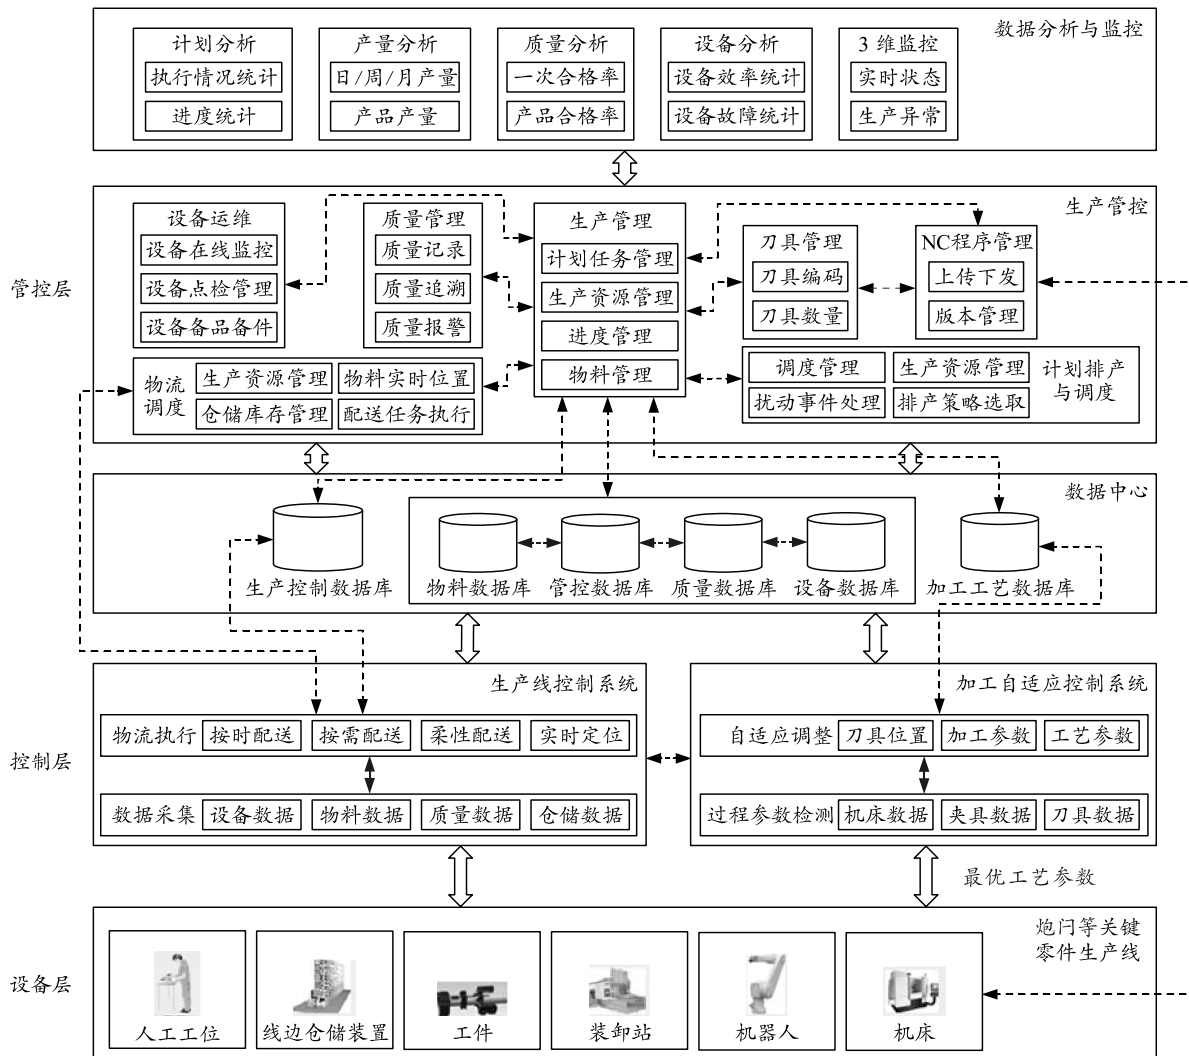 数据分析与监控
计划分析
执行情况统计
进度统计
产量分析
日/周/月产量
产品产量
质量分析
一次合格率
产品合格率
设备分析
设备效率统计
设备故障统计
3 维监控
实时状态
生产异常
管控层
生产管控
设备运维
设备在线监控
设备点检管理
设备备品备件
质量管理
质量记录
质量追溯
质量报警
生产管理
计划任务管理
生产资源管理
进度管理
物料管理
刀具管理
刀具编码
刀具数量
NC程序管理
上传下发
版本管理
物流
调度
生产资源管理
物料实时位置
仓储库存管理
配送任务执行
调度管理
生产资源管理
扰动事件处理
排产策略选取
计划排产
与调度
数据中心
生产控制数据库
物料数据库
管控数据库
质量数据库
设备数据库
加工工艺数据库
控制层
生产线控制系统
物流执行
按时配送
按需配送
柔性配送
实时定位
数据采集
设备数据
物料数据
质量数据
仓储数据
加工自适应控制系统
自适应调整
刀具位置
加工参数
工艺参数
过程参数检测
机床数据
夹具数据
刀具数据
最优工艺参数
设备层
炮闩等关键
零件生产线
人工工位
线边仓储装置
工件
装卸站
机器人
机床